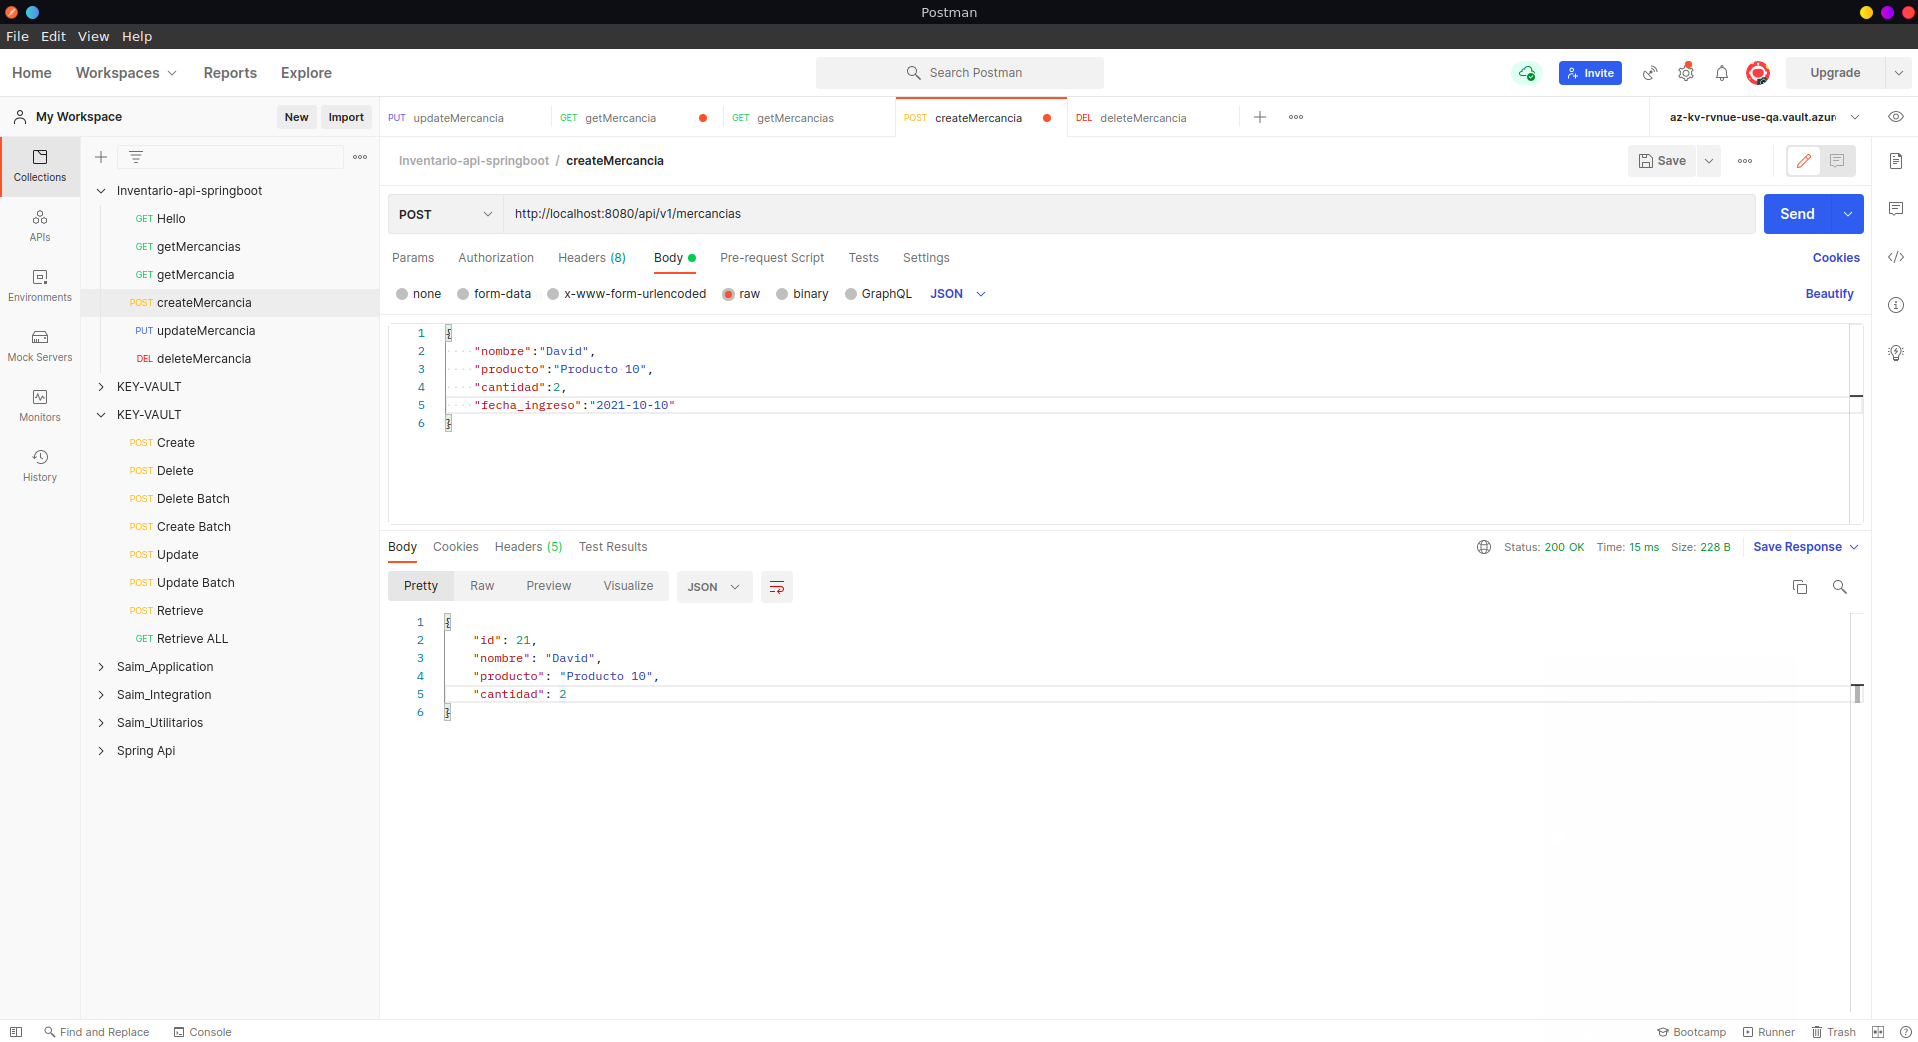 Postman
File Edit View Help
Home Workspaces Reports Explore Search Postman Invite Upgrade
My Workspace New Import
PUT updateMercancia GET getMercancia GET getMercancias POST createMercancia DEL deleteMercancia az-kv-rvnue-use-qa.vault.azur
Collections
APIs
Environments
Mock Servers
Monitors
History
Inventario-api-springboot
GET Hello
GET getMercancias
GET getMercancia
POST createMercancia
PUT updateMercancia
DEL deleteMercancia
KEY-VAULT
KEY-VAULT
POST Create
POST Delete
POST Delete Batch
POST Create Batch
POST Update
POST Update Batch
POST Retrieve
GET Retrieve ALL
Saim_Application
Saim_Integration
Saim_Utilitarios
Spring Api
Inventario-api-springboot / createMercancia Save
POST http://localhost:8080/api/v1/mercancias Send
Params Authorization Headers (8) Body Pre-request Script Tests Settings Cookies
none form-data x-www-form-urlencoded raw binary GraphQL JSON Beautify
1 {
2 "nombre":"David",
3 "producto":"Producto 10",
4 "cantidad":2,
5 "fecha_ingreso":"2021-10-10"
6 }
Body Cookies Headers (5) Test Results Status: 200 OK Time: 15 ms Size: 228 B Save Response
Pretty Raw Preview Visualize JSON
1 {
2 "id": 21,
3 "nombre": "David",
4 "producto": "Producto 10",
5 "cantidad": 2
6 }
Find and Replace Console Bootcamp Runner Trash